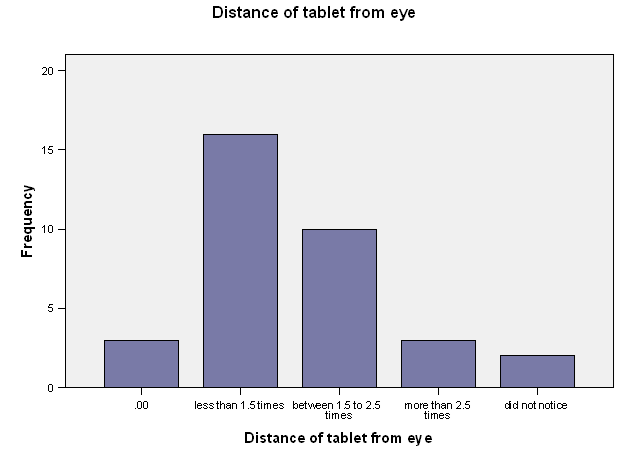 Distance of tablet from eye
20
15
10
5
0
Frequency
.00
less than 1.5 times
between 1.5 to 2.5
times
more than 2.5
times
did not notice
Distance of tablet from eye